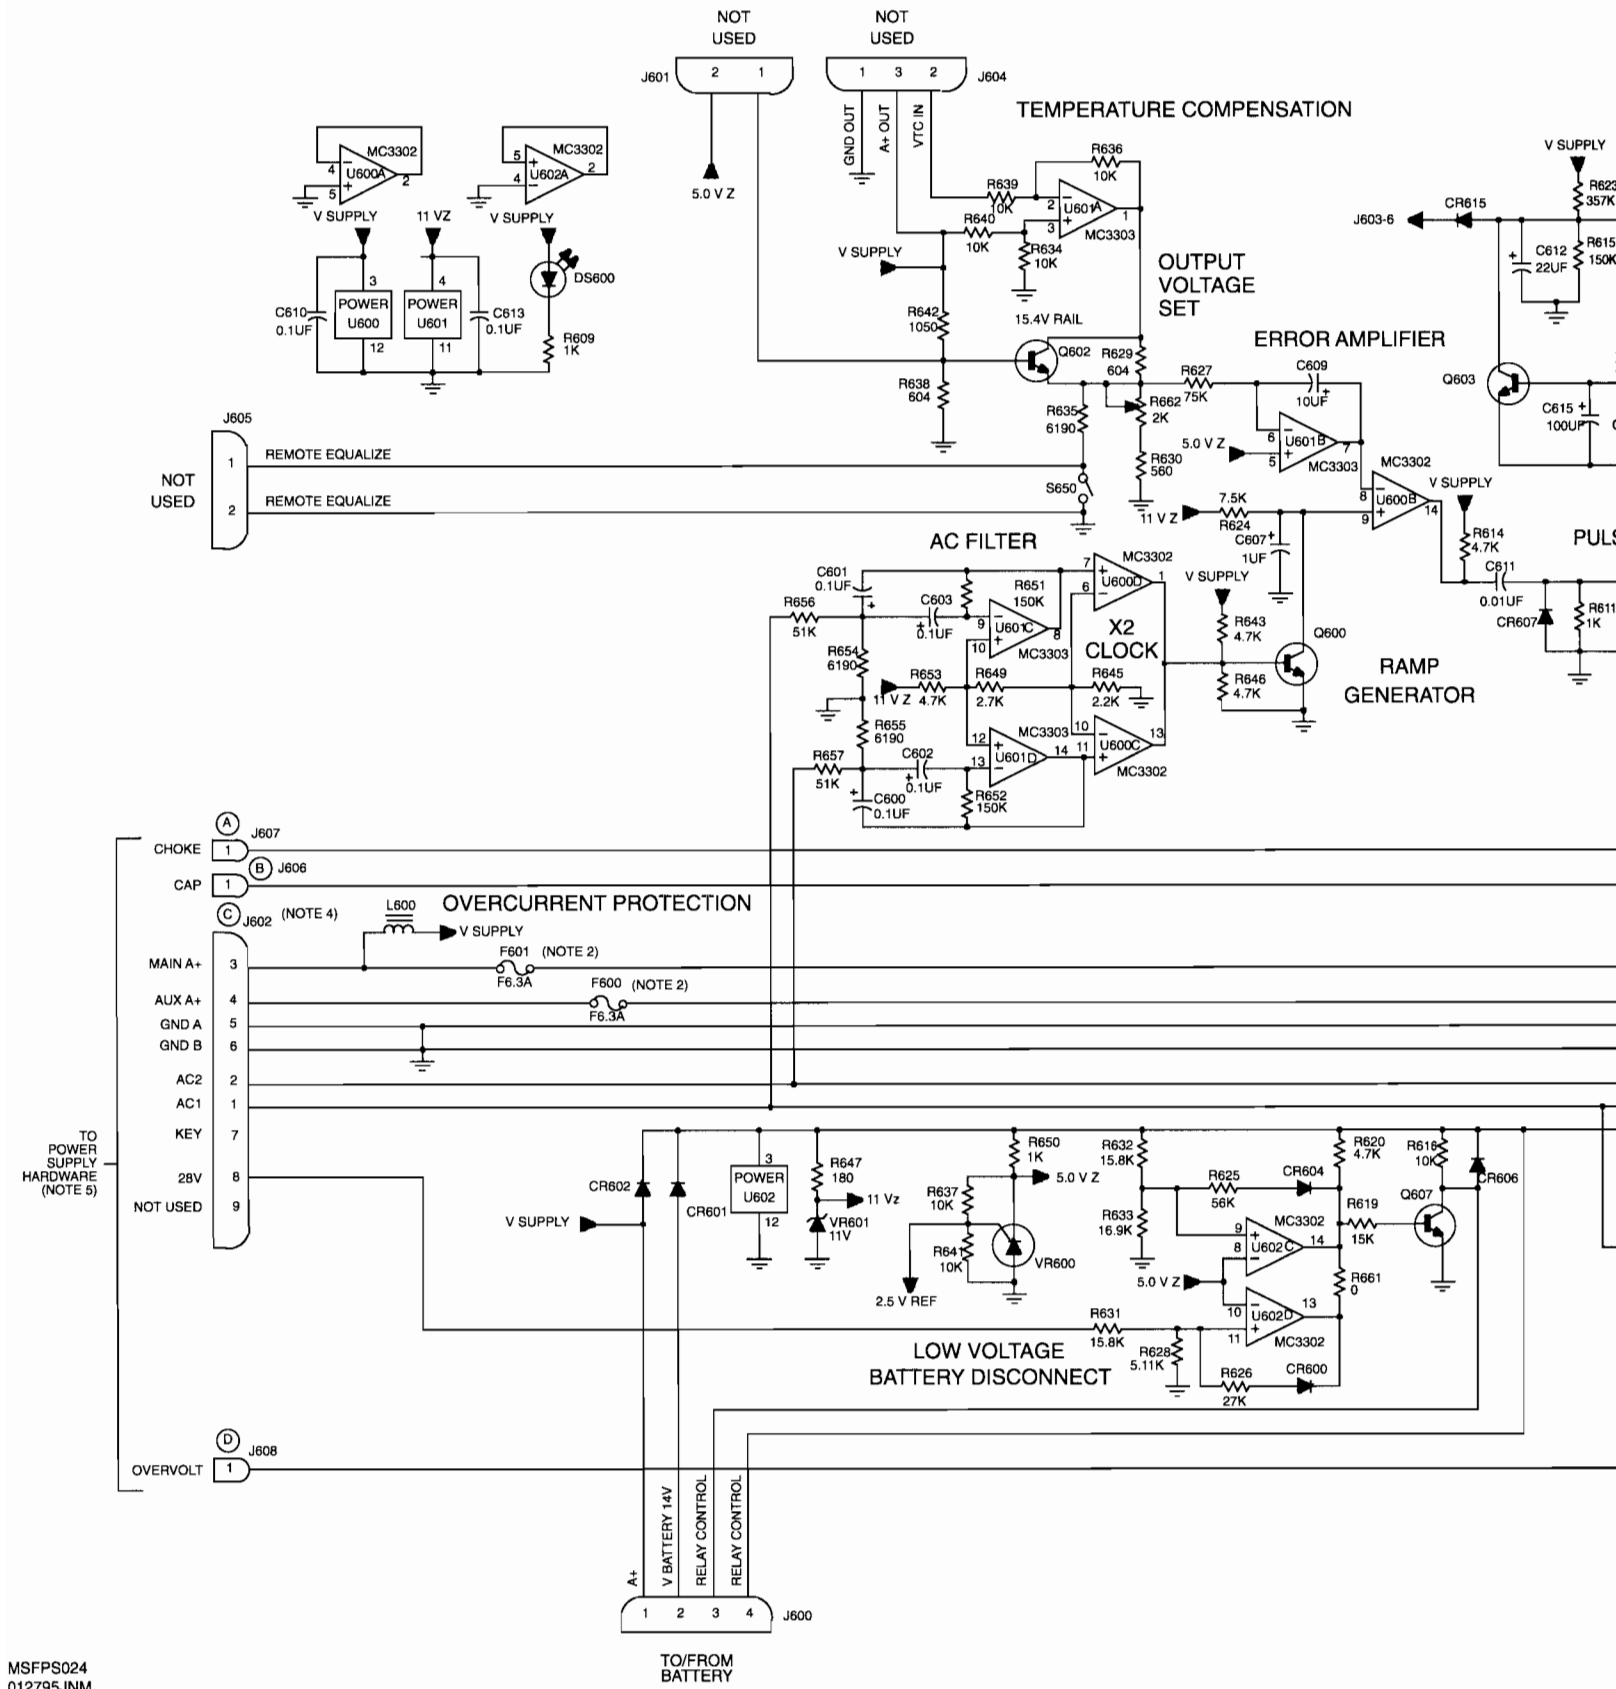 NOT
USED
NOT
USED
J601
2
1
1
3
2
J604
GND OUT
A+ OUT
VTC IN
5.0 V Z
TEMPERATURE COMPENSATION
MC3302
4
5
U600A
2
MC3302
5
4
U602A
2
V SUPPLY
11 VZ
V SUPPLY
C610
0.1UF
3
POWER
U600
12
4
POWER
U601
11
C613
0.1UF
DS600
R609
1K
R636
10K
R639
10K
R640
10K
2
3
U601A
1
MC3303
R634
10K
V SUPPLY
R642
1050
15.4V RAIL
OUTPUT
VOLTAGE
SET
Q602
R629
604
R638
604
R635
6190
R662
2K
R630
560
S650
V SUPPLY
R623
357K
J603-6
CR615
C612
22UF
R615
150K
ERROR AMPLIFIER
R627
75K
C609
10UF
6
5
U601B
7
5.0 V Z
MC3303
Q603
C615
100UF
MC3302
8
9
U600B
14
V SUPPLY
7.5K
11 V Z
R624
C607
1UF
R614
4.7K
PULS
C611
0.01UF
CR607
R611
1K
J605
1
2
REMOTE EQUALIZE
REMOTE EQUALIZE
NOT
USED
AC FILTER
C601
0.1UF
R656
51K
C603
0.1UF
R651
150K
9
10
U601C
8
MC3303
MC3302
7
6
U600D
1
X2
CLOCK
V SUPPLY
R643
4.7K
R646
4.7K
Q600
RAMP
GENERATOR
R654
6190
11 V Z
R653
4.7K
R649
2.7K
R645
2.2K
R655
6190
MC3303
12
13
U601D
14
10
11
U600C
13
MC3302
R657
51K
C602
0.1UF
C600
0.1UF
R652
150K
A
J607
CHOKE
1
B
J606
CAP
1
C
J602
(NOTE 4)
L600
V SUPPLY
OVERCURRENT PROTECTION
F601
(NOTE 2)
F6.3A
F600
(NOTE 2)
F6.3A
MAIN A+
3
AUX A+
4
GND A
5
GND B
6
AC2
2
AC1
1
KEY
7
28V
8
NOT USED
9
TO
POWER
SUPPLY
HARDWARE
(NOTE 5)
CR602
V SUPPLY
CR601
3
POWER
U602
12
R647
180
11 Vz
VR601
11V
R650
1K
5.0 V Z
R637
10K
R641
10K
VR600
2.5 V REF
R632
15.8K
R633
16.9K
R625
56K
CR604
R620
4.7K
R616
10K
CR606
Q607
R619
15K
MC3302
9
8
U602C
14
5.0 V Z
R661
0
10
11
U602D
13
MC3302
R631
15.8K
R628
5.11K
R626
27K
CR600
LOW VOLTAGE
BATTERY DISCONNECT
D
J608
OVERVOLT
1
A+
V BATTERY 14V
RELAY CONTROL
RELAY CONTROL
1
2
3
4
J600
TO/FROM
BATTERY
MSFPS024
012795JNM